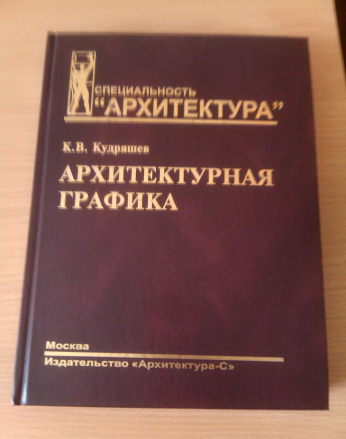 СПЕЦИАЛЬНОСТЬ
"АРХИТЕКТУРА"
К.В. Кудряшев
АРХИТЕКТУРНАЯ
ГРАФИКА
Москва
Издательство «Архитектура-С»